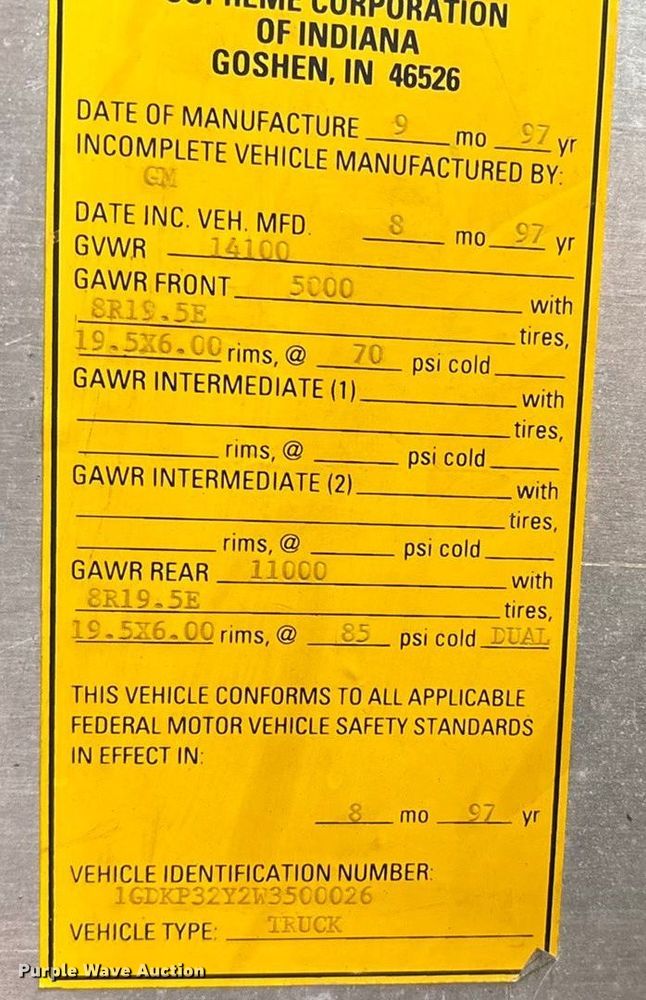 SUPREME CORPORATION
OF INDIANA
GOSHEN, IN 46526
DATE OF MANUFACTURE 9 mo 97 yr
INCOMPLETE VEHICLE MANUFACTURED BY:
GM
DATE INC. VEH. MFD. 8 mo 97 yr
GVWR 14100
GAWR FRONT 5000 with
8R19.5E tires,
19.5X6.00 rims, @ 70 psi cold
GAWR INTERMEDIATE (1) with
tires,
rims, @ psi cold
GAWR INTERMEDIATE (2) with
tires,
rims, @ psi cold
GAWR REAR 11000 with
8R19.5E tires,
19.5X6.00 rims, @ 85 psi cold DUAL
THIS VEHICLE CONFORMS TO ALL APPLICABLE
FEDERAL MOTOR VEHICLE SAFETY STANDARDS
IN EFFECT IN:
8 mo 97 yr
VEHICLE IDENTIFICATION NUMBER:
1GDKP32Y2W3500026
VEHICLE TYPE: TRUCK
Purple Wave Auction